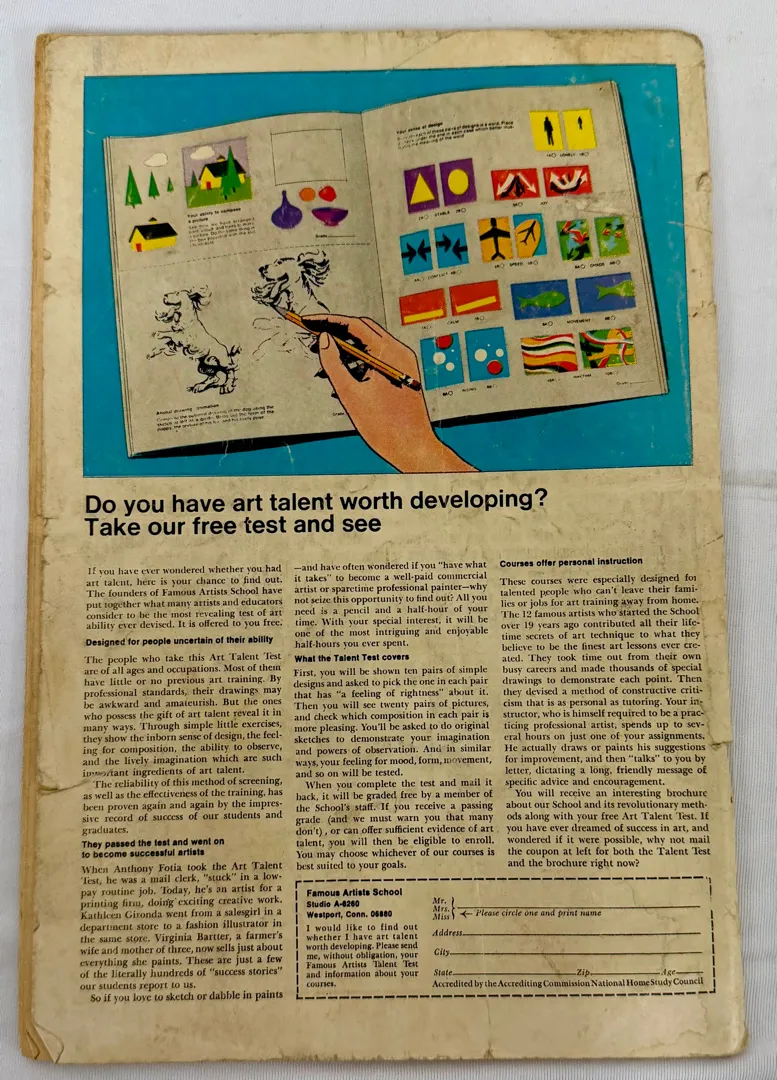 Your ability to compose
a picture
Your sense of design
LONELY
STABLE
JOY
CONFLICT
SPEED
CHAOS
CALM
MOVEMENT
ROUND
RHYTHM
Animal drawing
Do you have art talent worth developing?
Take our free test and see
If you have ever wondered whether you had
art talent, here is your chance to find out.
The founders of Famous Artists School have
put together what many artists and educators
consider to be the most revealing test of art
ability ever devised. It is offered to you free.
Designed for people uncertain of their ability
The people who take this Art Talent Test
are of all ages and occupations. Most of them
have little or no previous art training. By
professional standards, their drawings may
be awkward and amateurish. But the ones
who possess the gift of art talent reveal it in
many ways. Through simple little exercises,
they show the inborn sense of design, the feel-
ing for composition, the ability to observe,
and the lively imagination which are such
important ingredients of art talent.
The reliability of this method of screening,
as well as the effectiveness of the training, has
been proven again and again by the impres-
sive record of success of our students and
graduates.
They passed the test and went on
to become successful artists
When Anthony Fotia took the Art Talent
Test, he was a mail clerk, "stuck" in a low-
pay routine job. Today, he's an artist for a
printing firm, doing exciting creative work.
Kathleen Gironda went from a salesgirl in a
department store to a fashion illustrator in
the same store. Virginia Bartter, a farmer's
wife and mother of three, now sells just about
everything she paints. These are just a few
of the literally hundreds of "success stories"
our students report to us.
So if you love to sketch or dabble in paints
—and have often wondered if you "have what
it takes" to become a well-paid commercial
artist or sparetime professional painter—why
not seize this opportunity to find out? All you
need is a pencil and a half-hour of your
time. With your special interest, it will be
one of the most intriguing and enjoyable
half-hours you ever spent.
What the Talent Test covers
First, you will be shown ten pairs of simple
designs and asked to pick the one in each pair
that has "a feeling of rightness" about it.
Then you will see twenty pairs of pictures,
and check which composition in each pair is
more pleasing. You'll be asked to do original
sketches to demonstrate your imagination
and powers of observation. And in similar
ways, your feeling for mood, form, movement,
and so on will be tested.
When you complete the test and mail it
back, it will be graded free by a member of
the School's staff. If you receive a passing
grade (and we must warn you that many
don't), or can offer sufficient evidence of art
talent, you will then be eligible to enroll.
You may choose whichever of our courses is
best suited to your goals.
Courses offer personal instruction
These courses were especially designed for
talented people who can't leave their fami-
lies or jobs for art training away from home.
The 12 famous artists who started the School
over 19 years ago contributed all their life-
time secrets of art technique to what they
believe to be the finest art lessons ever cre-
ated. They took time out from their own
busy careers and made thousands of special
drawings to demonstrate each point. Then
they devised a method of constructive criti-
cism that is as personal as tutoring. Your in-
structor, who is himself required to be a prac-
ticing professional artist, spends up to sev-
eral hours on just one of your assignments.
He actually draws or paints his suggestions
for improvement, and then "talks" to you by
letter, dictating a long, friendly message of
specific advice and encouragement.
You will receive an interesting brochure
about our School and its revolutionary meth-
ods along with your free Art Talent Test. If
you have ever dreamed of success in art, and
wondered if it were possible, why not mail
the coupon at left for both the Talent Test
and the brochure right now?
Famous Artists School
Studio A-6260
Westport, Conn. 06880
I would like to find out
whether I have art talent
worth developing. Please send
me, without obligation, your
Famous Artists Talent Test
and information about your
courses.
Mr.
Mrs.
Miss ← Please circle one and print name
Address
City
State Zip Age
Accredited by the Accrediting Commission National Home Study Council